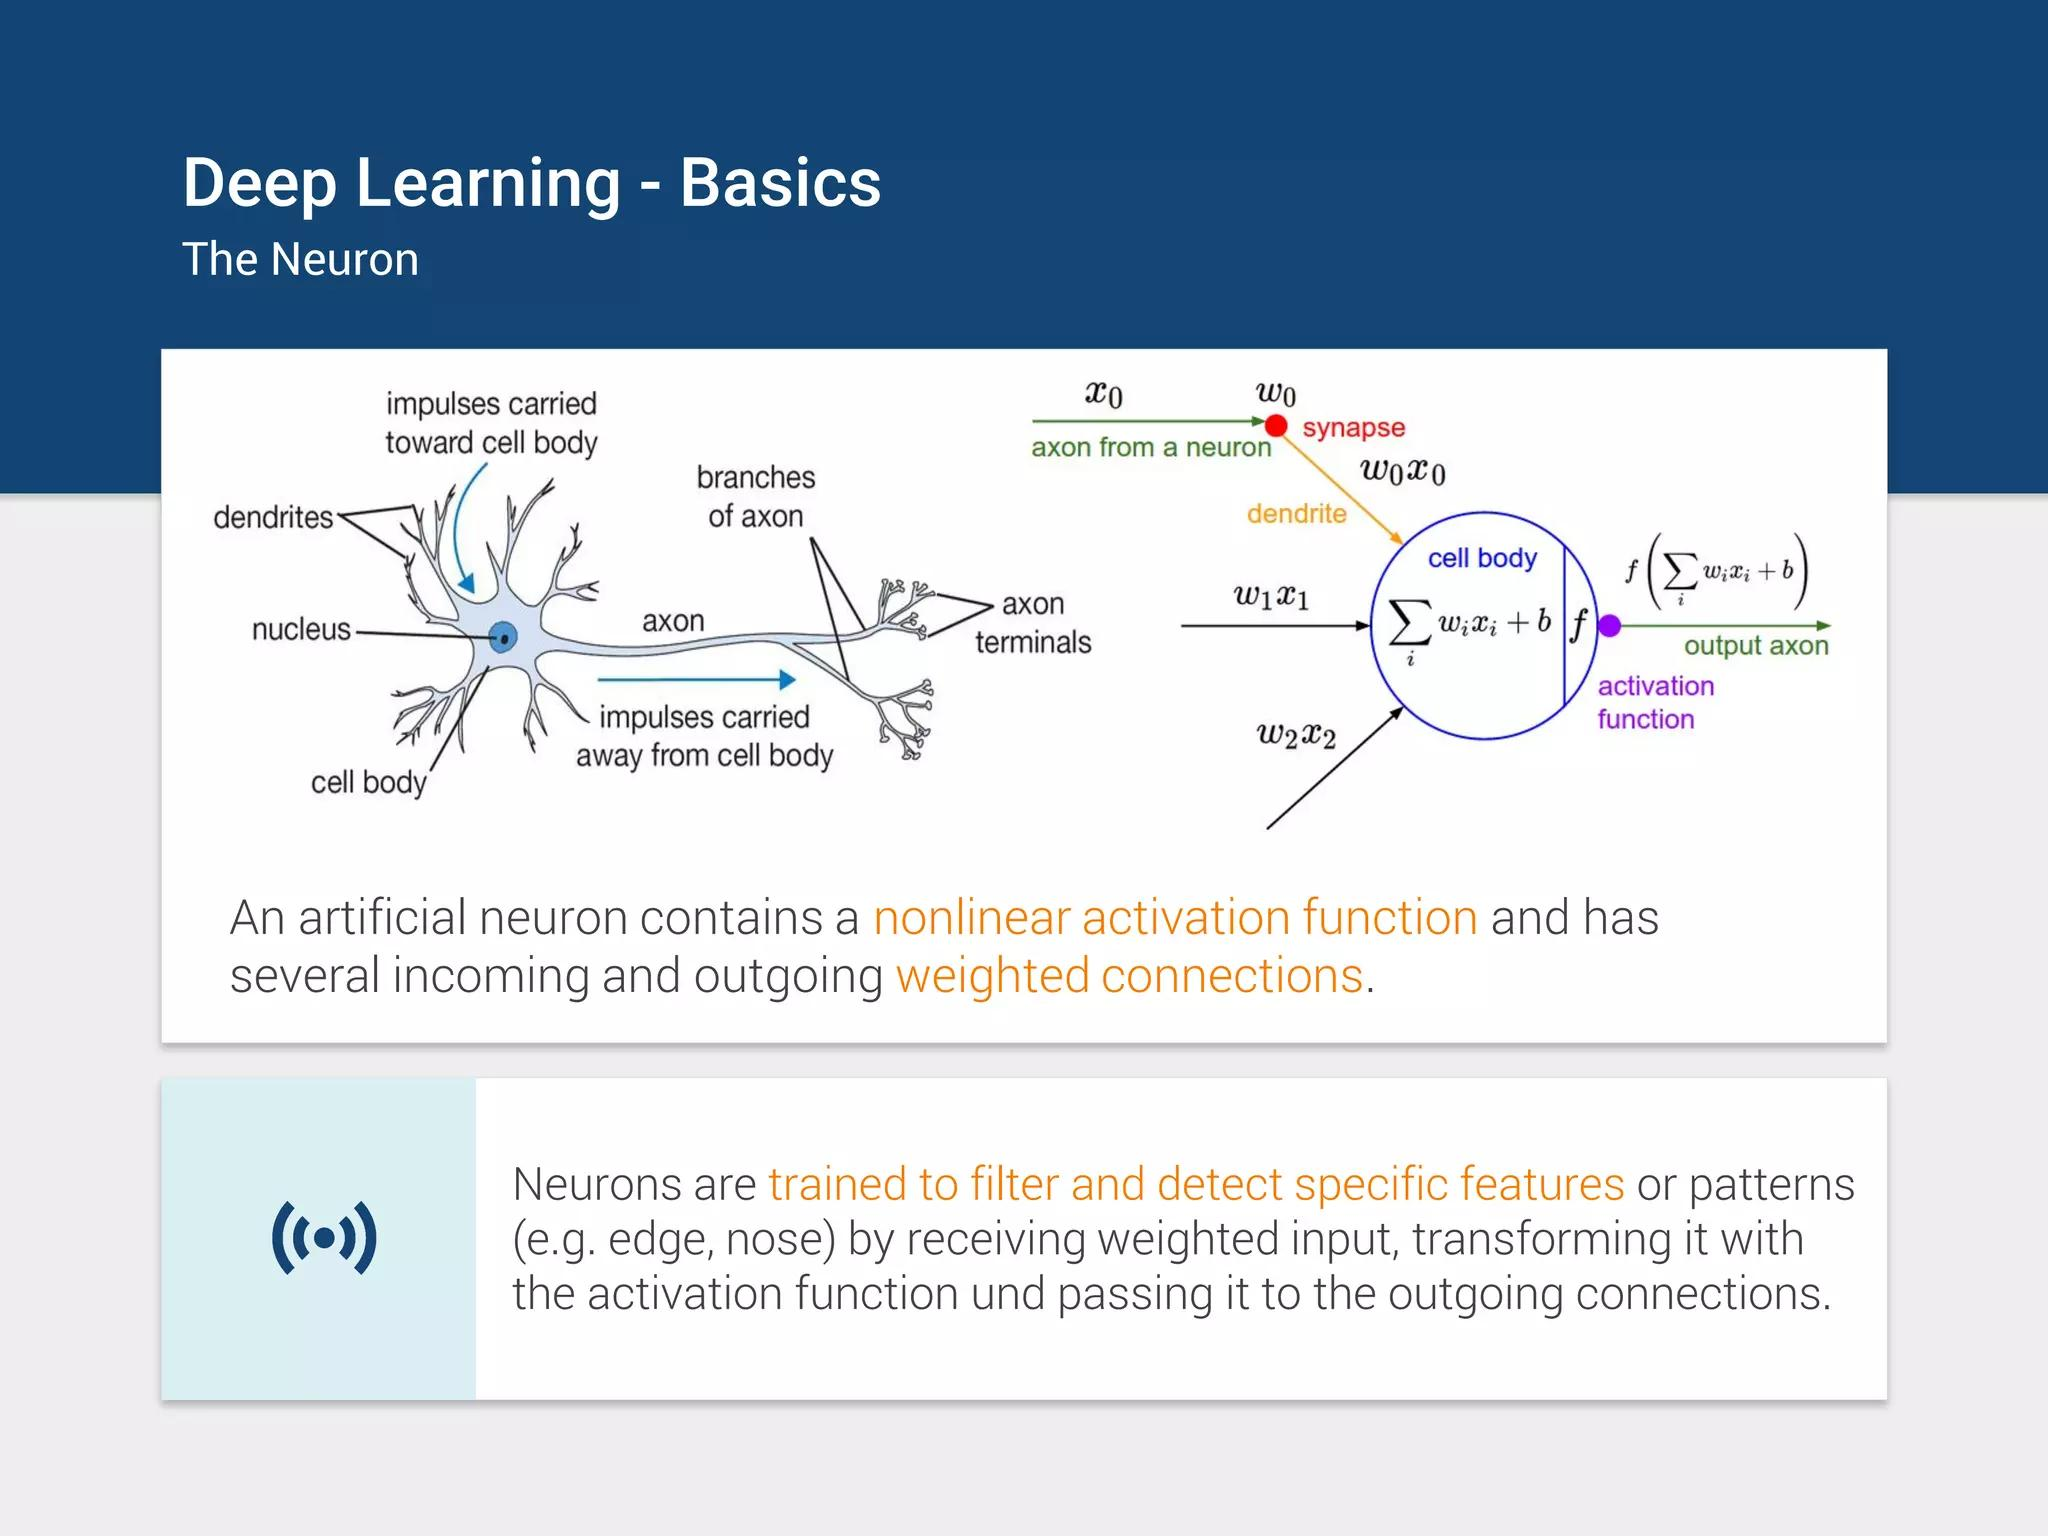 Deep Learning - Basics
The Neuron
impulses carried
toward cell body
dendrites
nucleus
cell body
axon
impulses carried
away from cell body
branches
of axon
axon
terminals
x₀
w₀
axon from a neuron
synapse
w₀x₀
dendrite
w₁x₁
w₂x₂
cell body
∑ᵢ wᵢxᵢ + b
f
f(∑ᵢ wᵢxᵢ + b)
output axon
activation
function
An artificial neuron contains a nonlinear activation function and has
several incoming and outgoing weighted connections.
Neurons are trained to filter and detect specific features or patterns
(e.g. edge, nose) by receiving weighted input, transforming it with
the activation function und passing it to the outgoing connections.